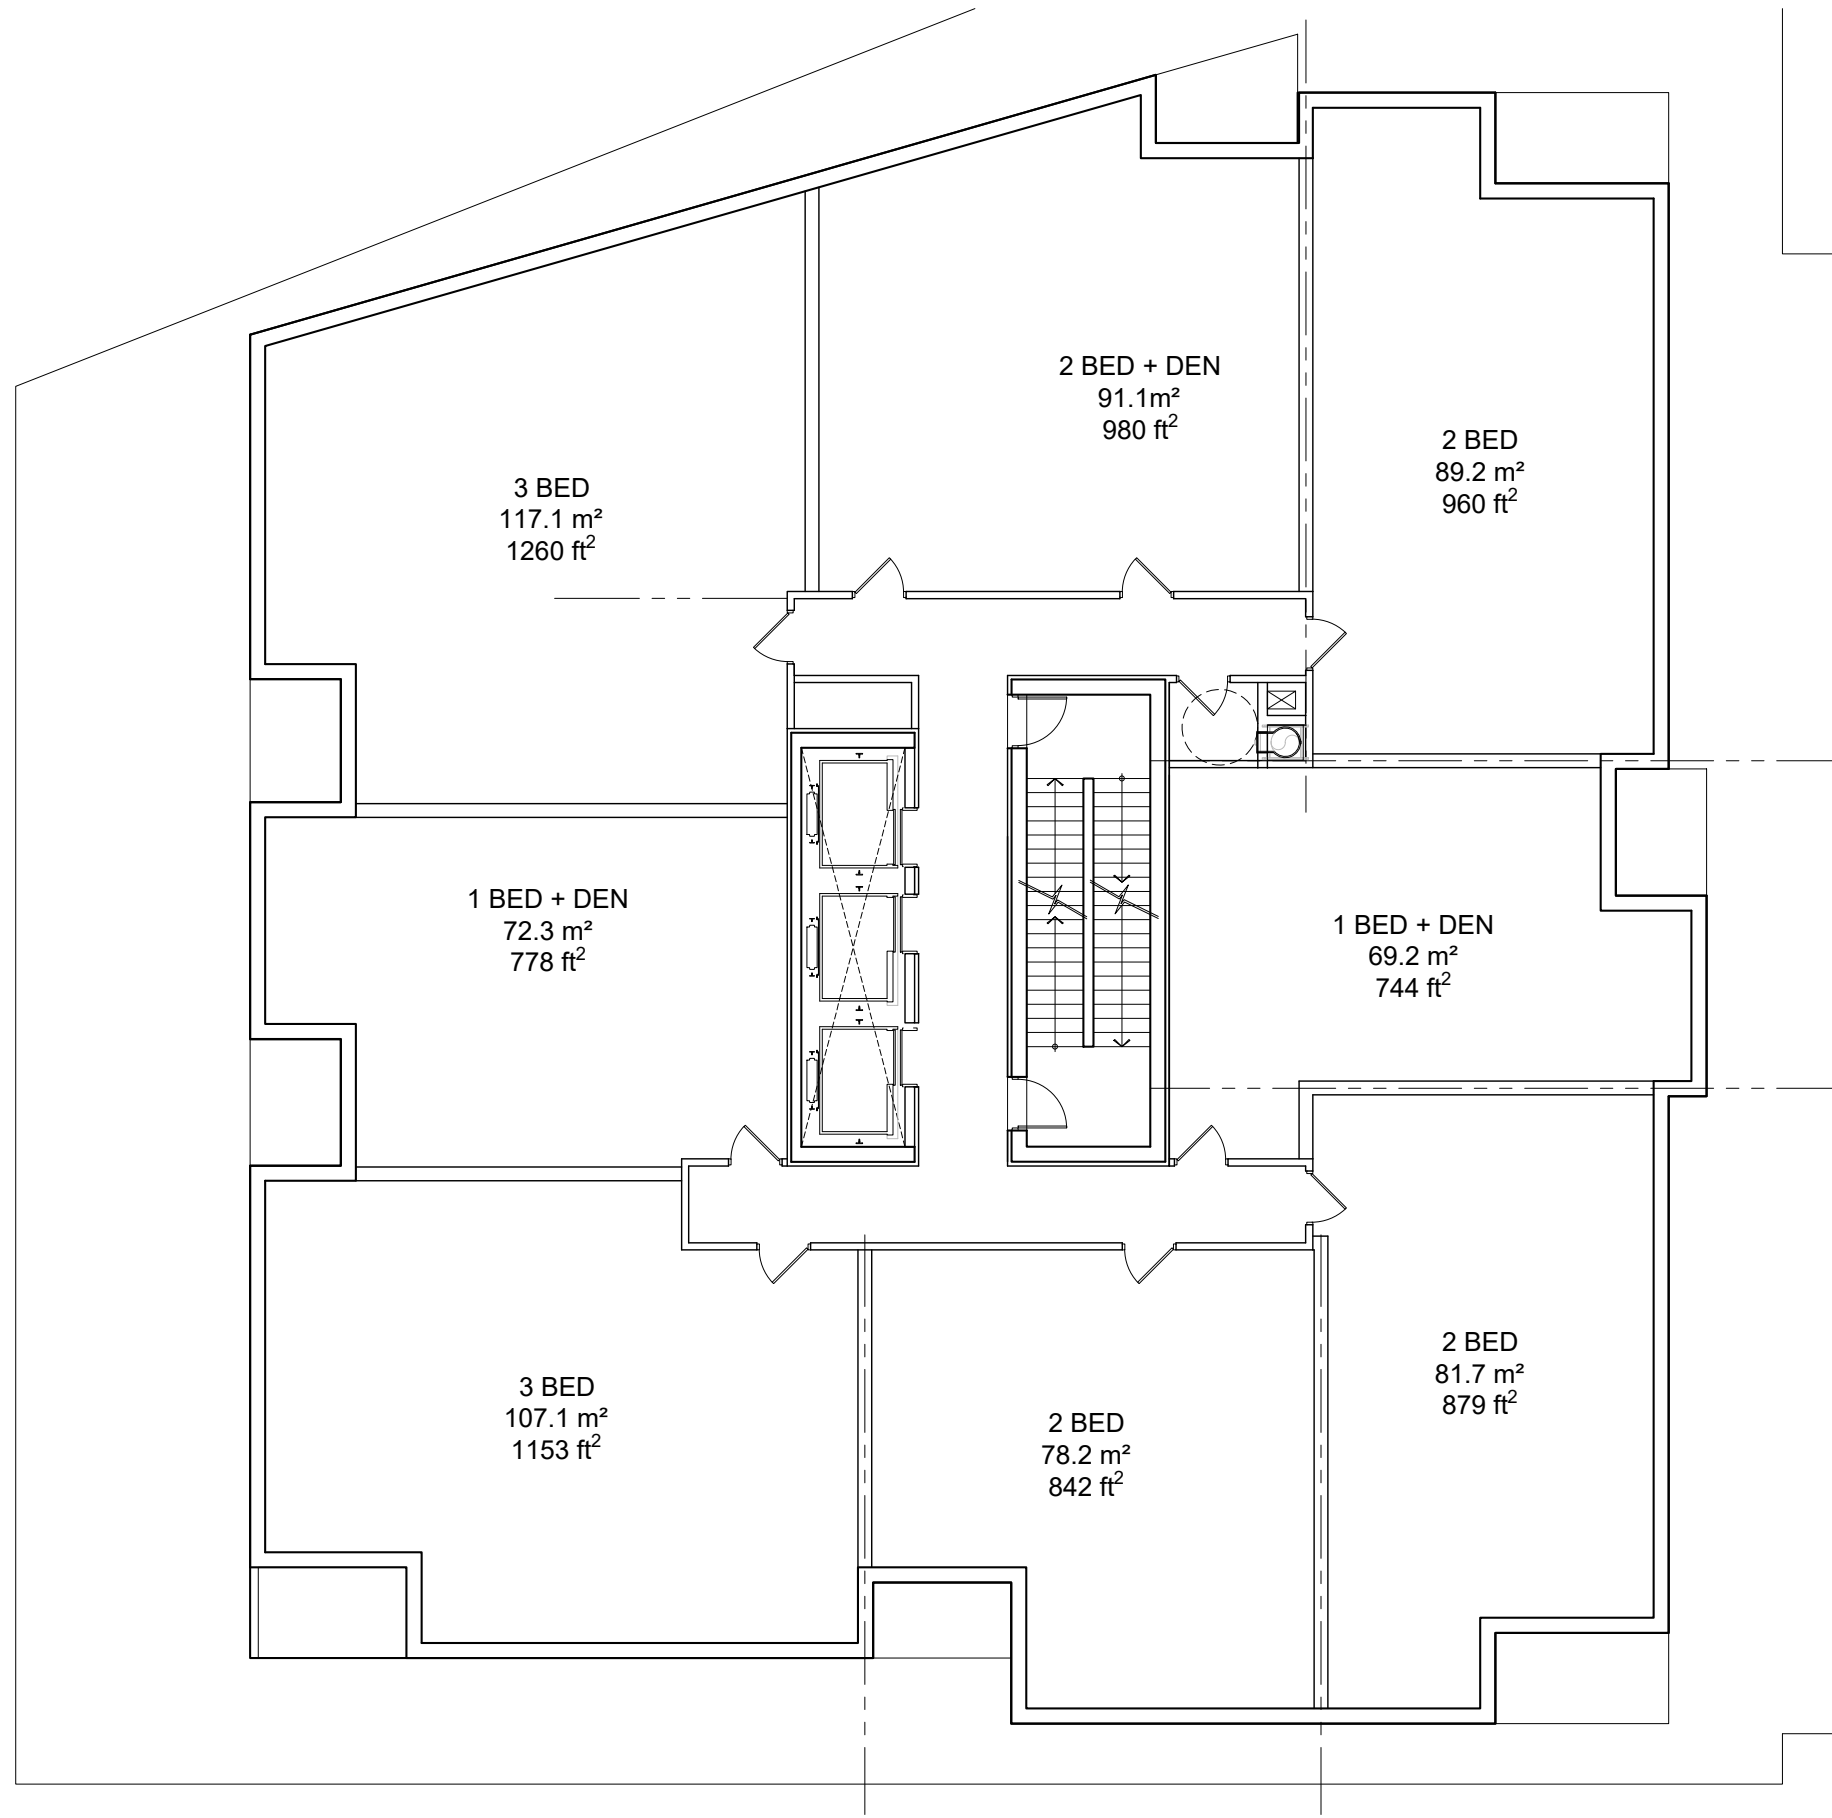 2 BED + DEN
91.1m²
980 ft²
2 BED
89.2 m²
960 ft²
3 BED
117.1 m²
1260 ft²
1 BED + DEN
72.3 m²
778 ft²
1 BED + DEN
69.2 m²
744 ft²
2 BED
81.7 m²
879 ft²
3 BED
107.1 m²
1153 ft²
2 BED
78.2 m²
842 ft²